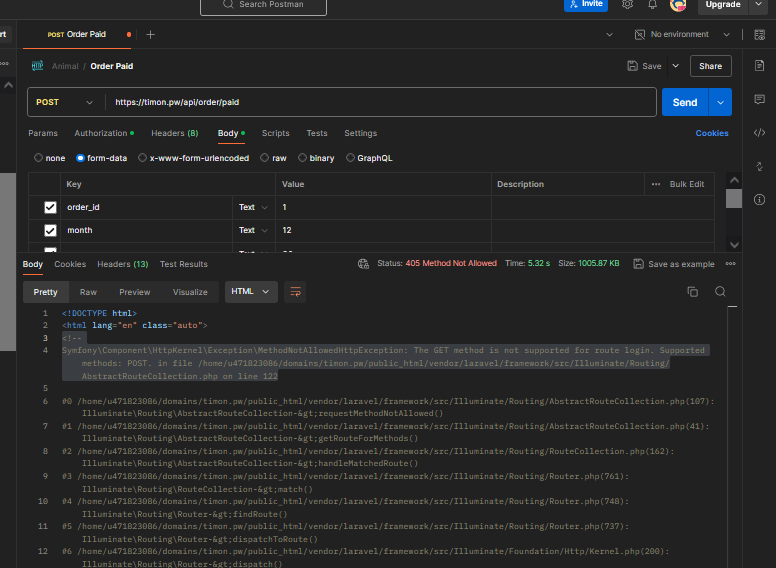 Search Postman
Invite
Upgrade
rt
POST Order Paid
No environment
Animal / Order Paid
Save
Share
POST
https://timon.pw/api/order/paid
Send
Params
Authorization
Headers (8)
Body
Scripts
Tests
Settings
Cookies
none
form-data
x-www-form-urlencoded
raw
binary
GraphQL
Key
Value
Description
Bulk Edit
order_id
Text
1
month
Text
12
Body
Cookies
Headers (13)
Test Results
Status: 405 Method Not Allowed
Time: 5.32 s
Size: 1005.87 KB
Save as example
Pretty
Raw
Preview
Visualize
HTML
1 <!DOCTYPE html>
2 <html lang="en" class="auto">
3 <!--
4 Symfony\Component\HttpKernel\Exception\MethodNotAllowedHttpException: The GET method is not supported for route login. Supported
methods: POST. in file /home/u471823086/domains/timon.pw/public_html/vendor/laravel/framework/src/Illuminate/Routing/
AbstractRouteCollection.php on line 122
5
6 #0 /home/u471823086/domains/timon.pw/public_html/vendor/laravel/framework/src/Illuminate/Routing/AbstractRouteCollection.php(107):
Illuminate\Routing\AbstractRouteCollection-&gt;requestMethodNotAllowed()
7 #1 /home/u471823086/domains/timon.pw/public_html/vendor/laravel/framework/src/Illuminate/Routing/AbstractRouteCollection.php(41):
Illuminate\Routing\AbstractRouteCollection-&gt;getRouteForMethods()
8 #2 /home/u471823086/domains/timon.pw/public_html/vendor/laravel/framework/src/Illuminate/Routing/RouteCollection.php(162):
Illuminate\Routing\AbstractRouteCollection-&gt;handleMatchedRoute()
9 #3 /home/u471823086/domains/timon.pw/public_html/vendor/laravel/framework/src/Illuminate/Routing/Router.php(761):
Illuminate\Routing\RouteCollection-&gt;match()
10 #4 /home/u471823086/domains/timon.pw/public_html/vendor/laravel/framework/src/Illuminate/Routing/Router.php(748):
Illuminate\Routing\Router-&gt;findRoute()
11 #5 /home/u471823086/domains/timon.pw/public_html/vendor/laravel/framework/src/Illuminate/Routing/Router.php(737):
Illuminate\Routing\Router-&gt;dispatchToRoute()
12 #6 /home/u471823086/domains/timon.pw/public_html/vendor/laravel/framework/src/Illuminate/Foundation/Http/Kernel.php(200):
Illuminate\Routing\Router-&gt;dispatch()